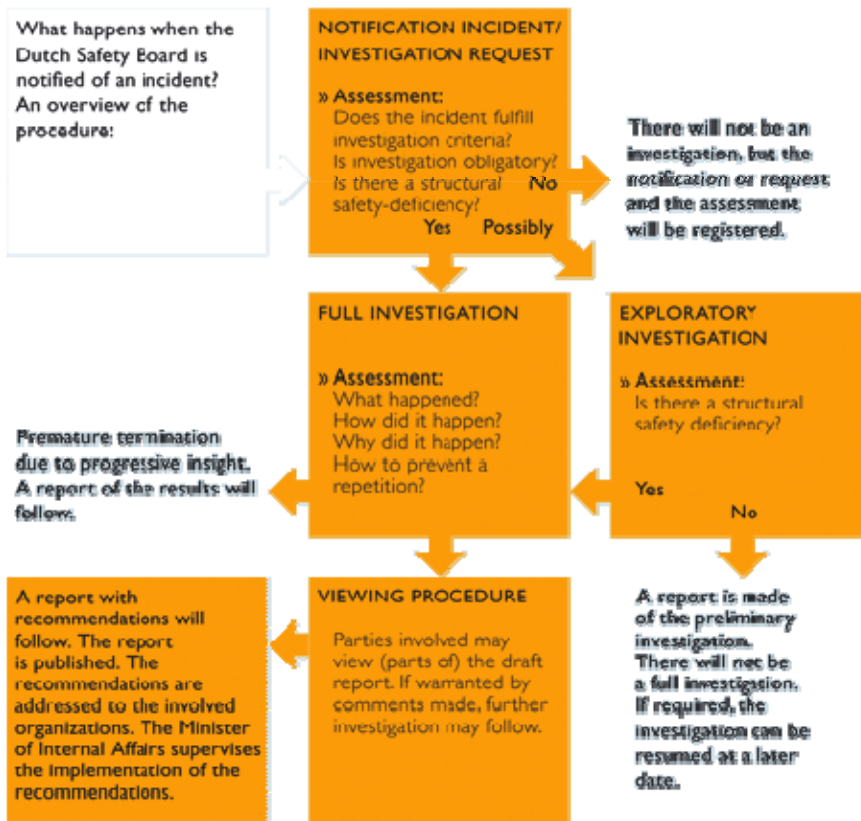 What happens when the
Dutch Safety Board is
notified of an incident?
An overview of the
procedure:
NOTIFICATION INCIDENT/
INVESTIGATION REQUEST
» Assessment:
Does the incident fulfill
investigation criteria?
Is investigation obligatory?
Is there a structural No
safety-deficiency?
Yes Possibly
There will not be an
investigation, but the
notification or request
and the assessment
will be registered.
FULL INVESTIGATION
» Assessment:
What happened?
How did it happen?
Why did it happen?
How to prevent a
repetition?
EXPLORATORY
INVESTIGATION
» Assessment:
Is there a structural
safety deficiency?
Yes
No
Premature termination
due to progressive insight.
A report of the results will
follow.
A report with
recommendations will
follow. The report
is published. The
recommendations are
addressed to the involved
organizations. The Minister
of Internal Affairs supervises
the implementation of the
recommendations.
VIEWING PROCEDURE
Parties involved may
view (parts of) the draft
report. If warranted by
comments made, further
investigation may follow.
A report is made
of the preliminary
investigation.
There will not be
a full investigation.
If required, the
investigation can be
resumed at a later
date.